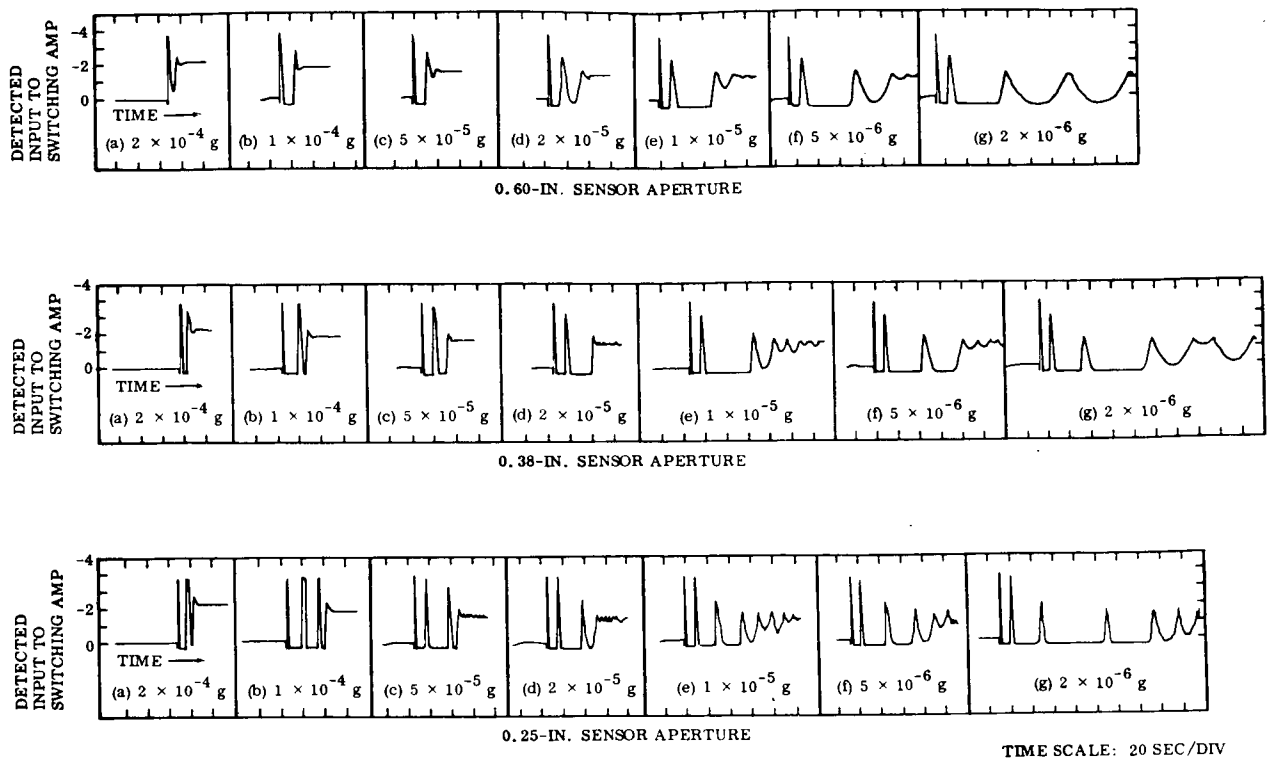 DETECTED
INPUT TO
SWITCHING AMP
-4
-2
0
TIME
(a) 2 × 10⁻⁴ g
(b) 1 × 10⁻⁴ g
(c) 5 × 10⁻⁵ g
(d) 2 × 10⁻⁵ g
(e) 1 × 10⁻⁵ g
(f) 5 × 10⁻⁶ g
(g) 2 × 10⁻⁶ g
0.60-IN. SENSOR APERTURE
DETECTED
INPUT TO
SWITCHING AMP
-4
-2
0
TIME
(a) 2 × 10⁻⁴ g
(b) 1 × 10⁻⁴ g
(c) 5 × 10⁻⁵ g
(d) 2 × 10⁻⁵ g
(e) 1 × 10⁻⁵ g
(f) 5 × 10⁻⁶ g
(g) 2 × 10⁻⁶ g
0.38-IN. SENSOR APERTURE
DETECTED
INPUT TO
SWITCHING AMP
-4
-2
0
TIME
(a) 2 × 10⁻⁴ g
(b) 1 × 10⁻⁴ g
(c) 5 × 10⁻⁵ g
(d) 2 × 10⁻⁵ g
(e) 1 × 10⁻⁵ g
(f) 5 × 10⁻⁶ g
(g) 2 × 10⁻⁶ g
0.25-IN. SENSOR APERTURE
TIME SCALE: 20 SEC/DIV